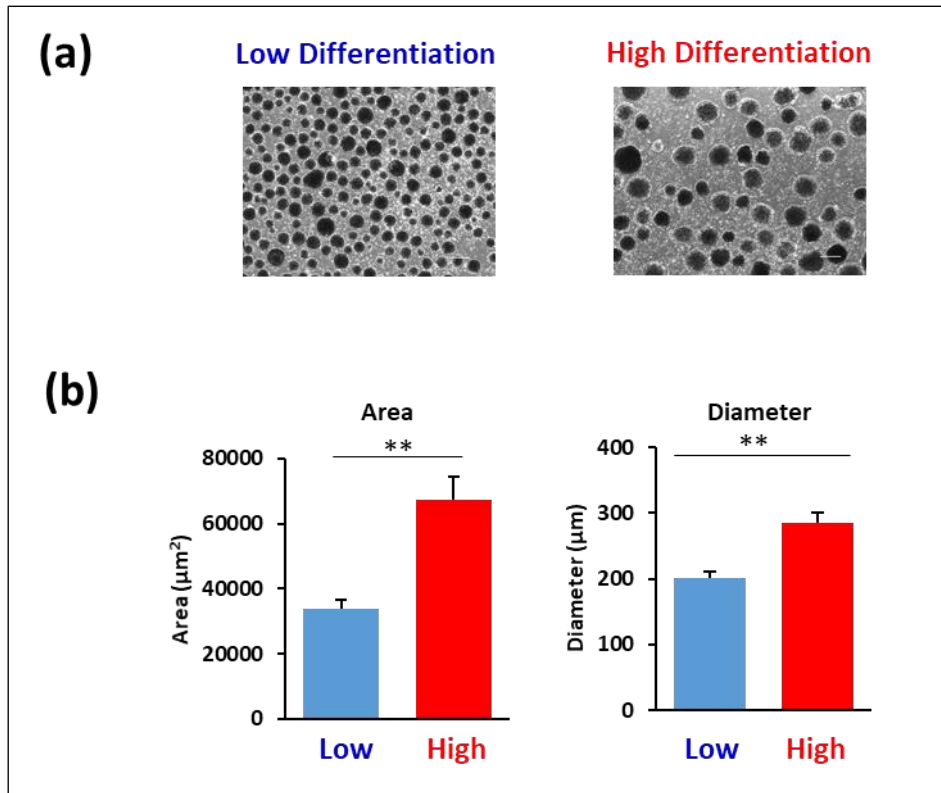 (a)
Low Differentiation
High Differentiation
(b)
Area
**
80000
60000
40000
20000
0
Area (µm²)
Low
High
Diameter
**
400
300
200
100
0
Diameter (µm)
Low
High